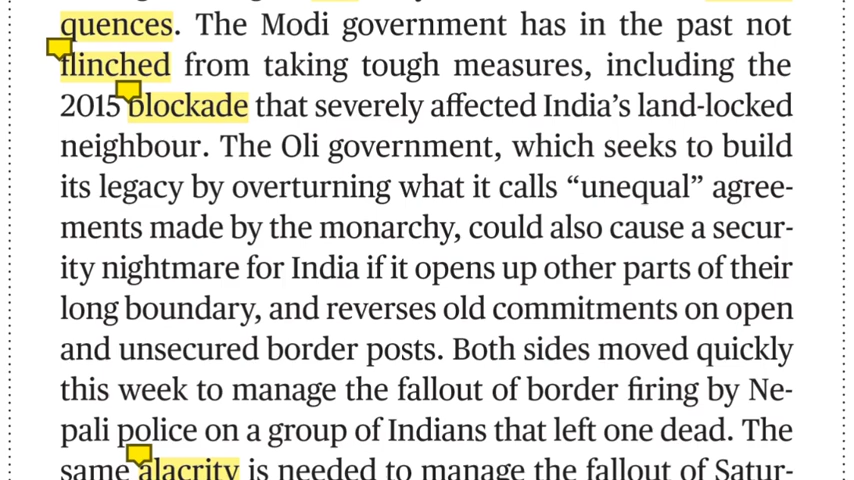 quences. The Modi government has in the past not
flinched from taking tough measures, including the
2015 blockade that severely affected India's land-locked
neighbour. The Oli government, which seeks to build
its legacy by overturning what it calls “unequal” agree-
ments made by the monarchy, could also cause a secur-
ity nightmare for India if it opens up other parts of their
long boundary, and reverses old commitments on open
and unsecured border posts. Both sides moved quickly
this week to manage the fallout of border firing by Ne-
pali police on a group of Indians that left one dead. The
same alacrity is needed to manage the fallout of Satur-